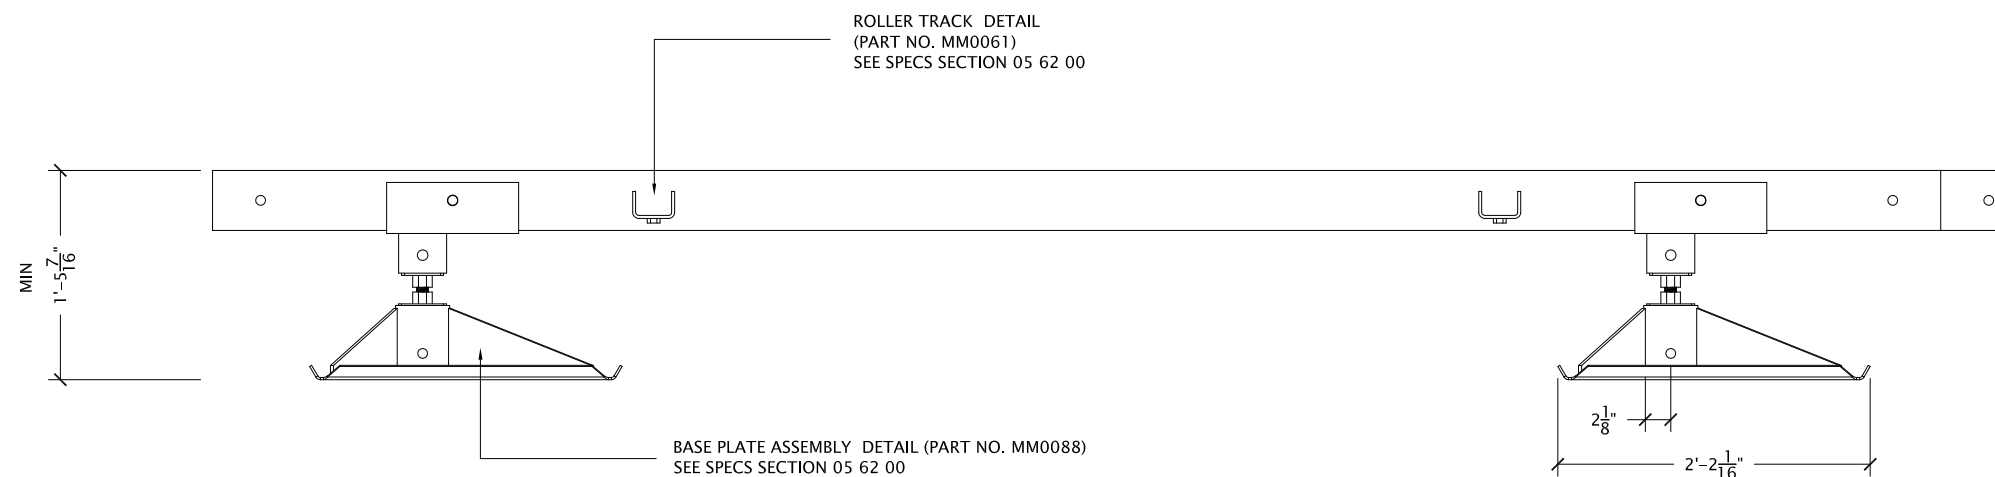 ROLLER TRACK  DETAIL
(PART NO. MM0061)
SEE SPECS SECTION 05 62 00
MIN
1'-5 7/16"
2 1/8"
2'-2 1/16"
BASE PLATE ASSEMBLY  DETAIL (PART NO. MM0088)
SEE SPECS SECTION 05 62 00